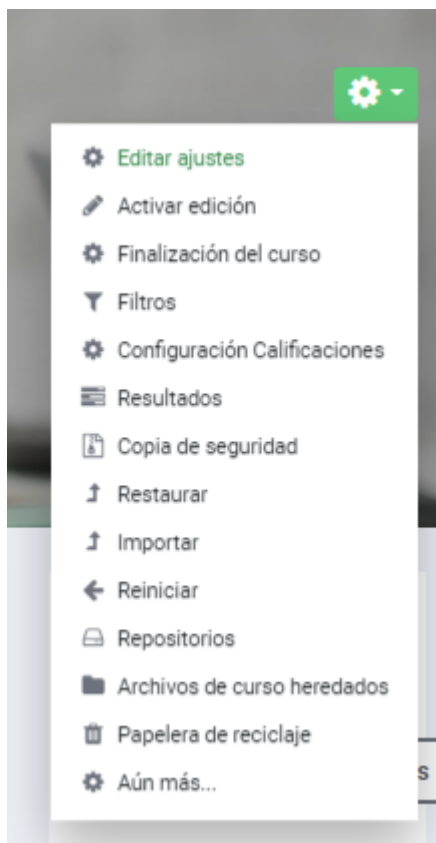 Editar ajustes
Activar edición
Finalización del curso
Filtros
Configuración Calificaciones
Resultados
Copia de seguridad
Restaurar
Importar
Reiniciar
Repositorios
Archivos de curso heredados
Papelera de reciclaje
Aún más...
s